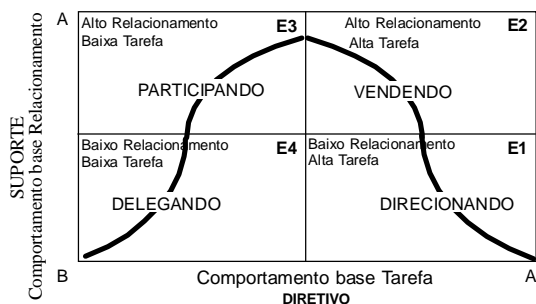 A
Alto Relacionamento
Baixa Tarefa
E3
PARTICIPANDO
Alto Relacionamento
Alta Tarefa
E2
VENDENDO
SUPORTE
Comportamento base Relacionamento
Baixo Relacionamento
Baixa Tarefa
E4
DELEGANDO
Baixo Relacionamento
Alta Tarefa
E1
DIRECIONANDO
B
Comportamento base Tarefa
A
DIRETIVO